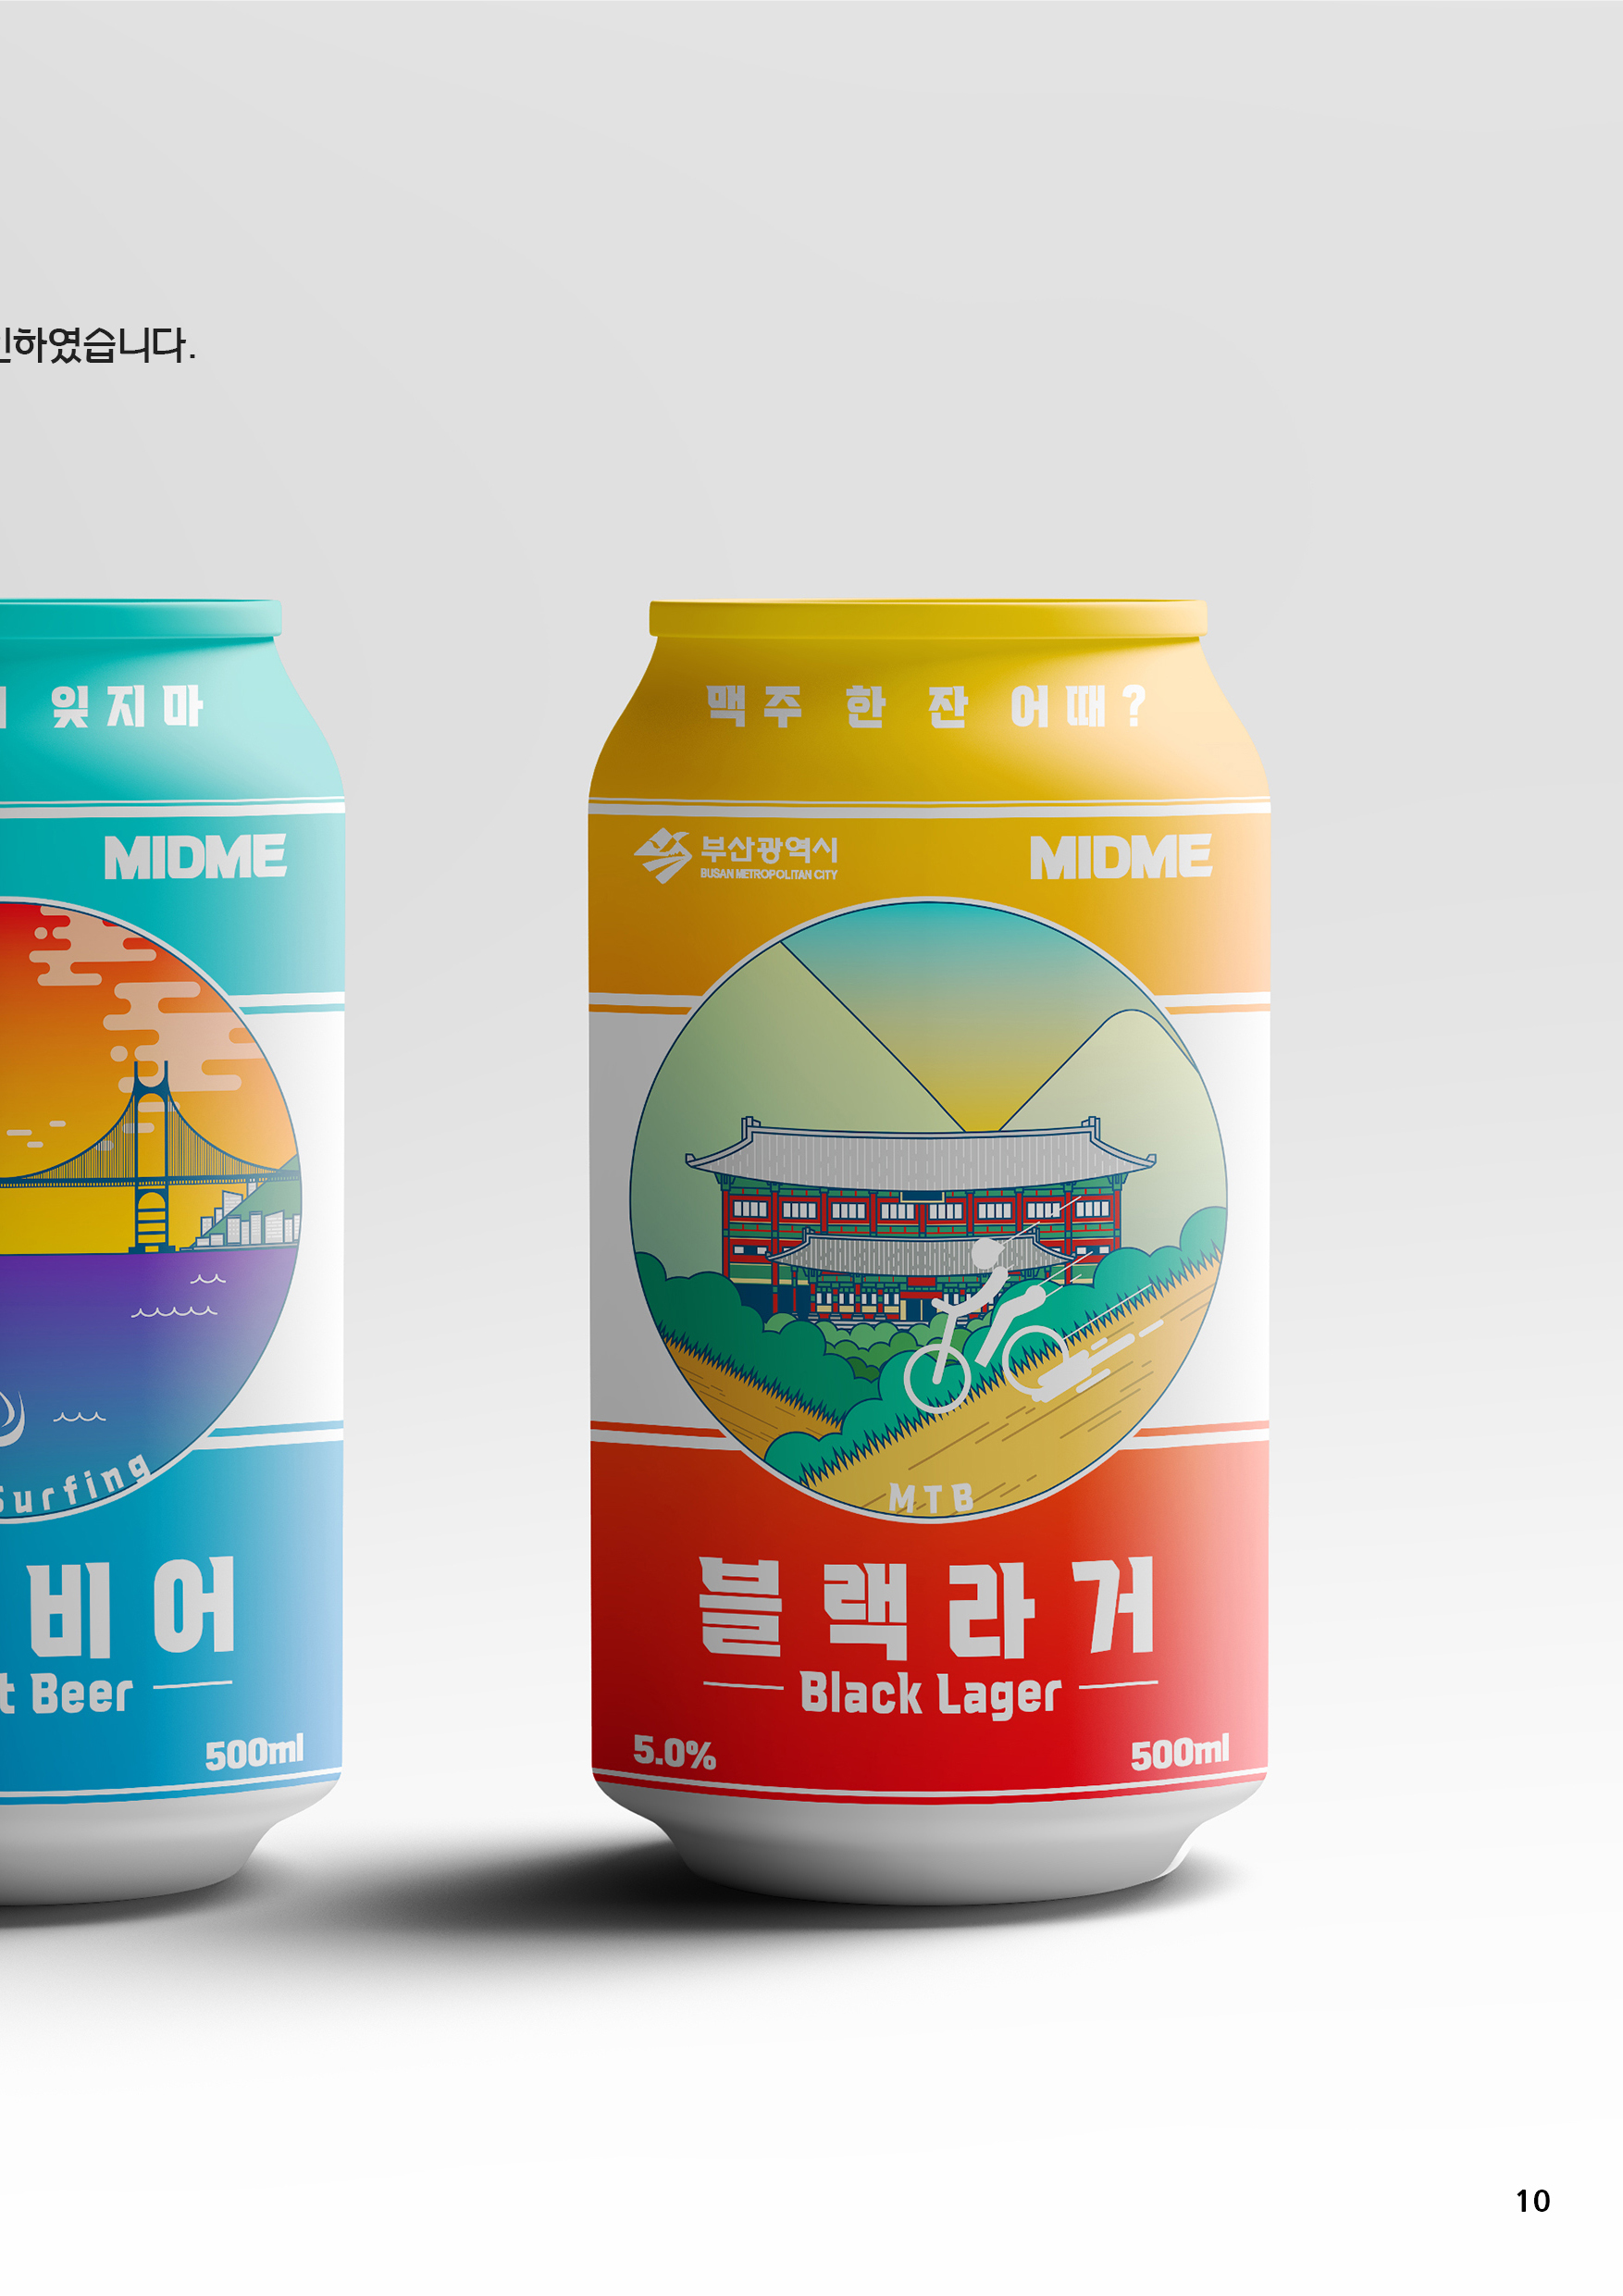 하였습니다.
잊지마
MIDME
Surfing
비어
Beer
500ml
맥주 한 잔 어때?
부산광역시
BUSAN METROPOLITAN CITY
MIDME
MTB
블랙라거
Black Lager
5.0%
500ml
10